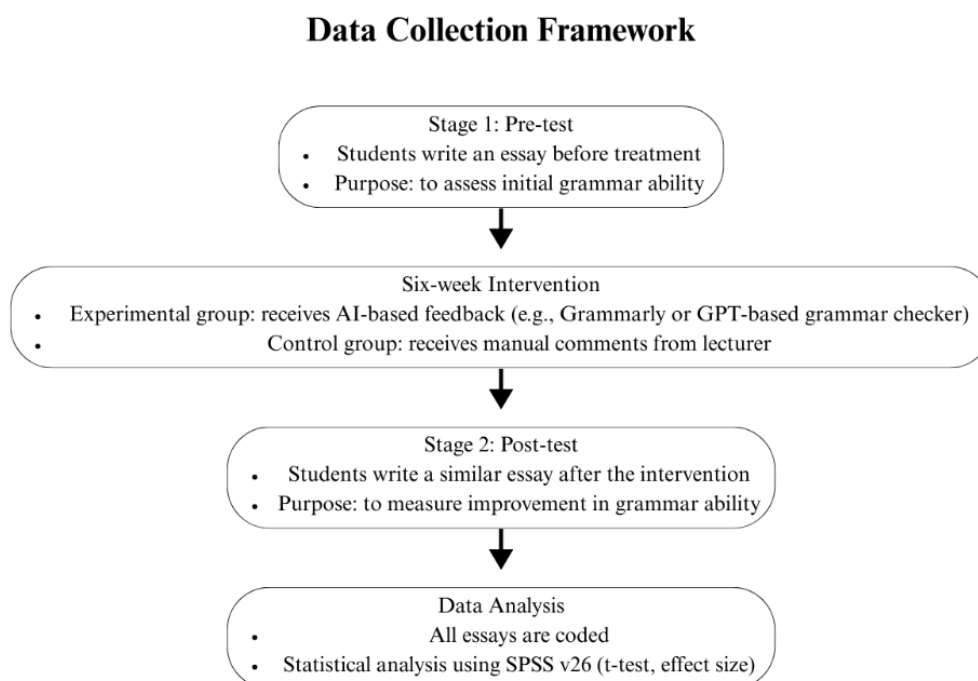 Data Collection Framework
Stage 1: Pre-test
• Students write an essay before treatment
• Purpose: to assess initial grammar ability
Six-week Intervention
• Experimental group: receives AI-based feedback (e.g., Grammarly or GPT-based grammar checker)
• Control group: receives manual comments from lecturer
Stage 2: Post-test
• Students write a similar essay after the intervention
• Purpose: to measure improvement in grammar ability
Data Analysis
• All essays are coded
• Statistical analysis using SPSS v26 (t-test, effect size)